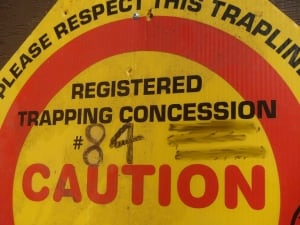 PLEASE RESPECT THIS TRAPLIN
REGISTERED
TRAPPING CONCESSION
#84
CAUTION